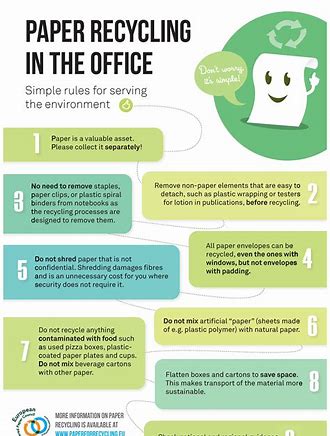 PAPER RECYCLING
IN THE OFFICE
Simple rules for serving
the environment
Don't worry,
it's simple!
1
Paper is a valuable asset.
Please collect it separately!
2
Remove non-paper elements that are easy to
detach, such as plastic wrapping or testers
for lotion in publications, before recycling.
3
No need to remove staples,
paper clips, or plastic spiral
binders from notebooks as
the recycling processes are
designed to remove them.
4
All paper envelopes can be
recycled, even the ones with
windows, but not envelopes
with padding.
5
Do not shred paper that is not
confidential. Shredding damages fibres
and is an unnecessary cost for you where
security does not require it.
6
Do not mix artificial "paper" (sheets made
of e.g. plastic polymer) with natural paper.
7
Do not recycle anything
contaminated with food such
as used pizza boxes, plastic-
coated paper plates and cups.
Do not mix beverage cartons
with other paper.
8
Flatten boxes and cartons to save space.
This makes transport of the material more
sustainable.
European
MORE INFORMATION ON PAPER
RECYCLING IS AVAILABLE AT
WWW.PAPERFORRECYCLING.EU